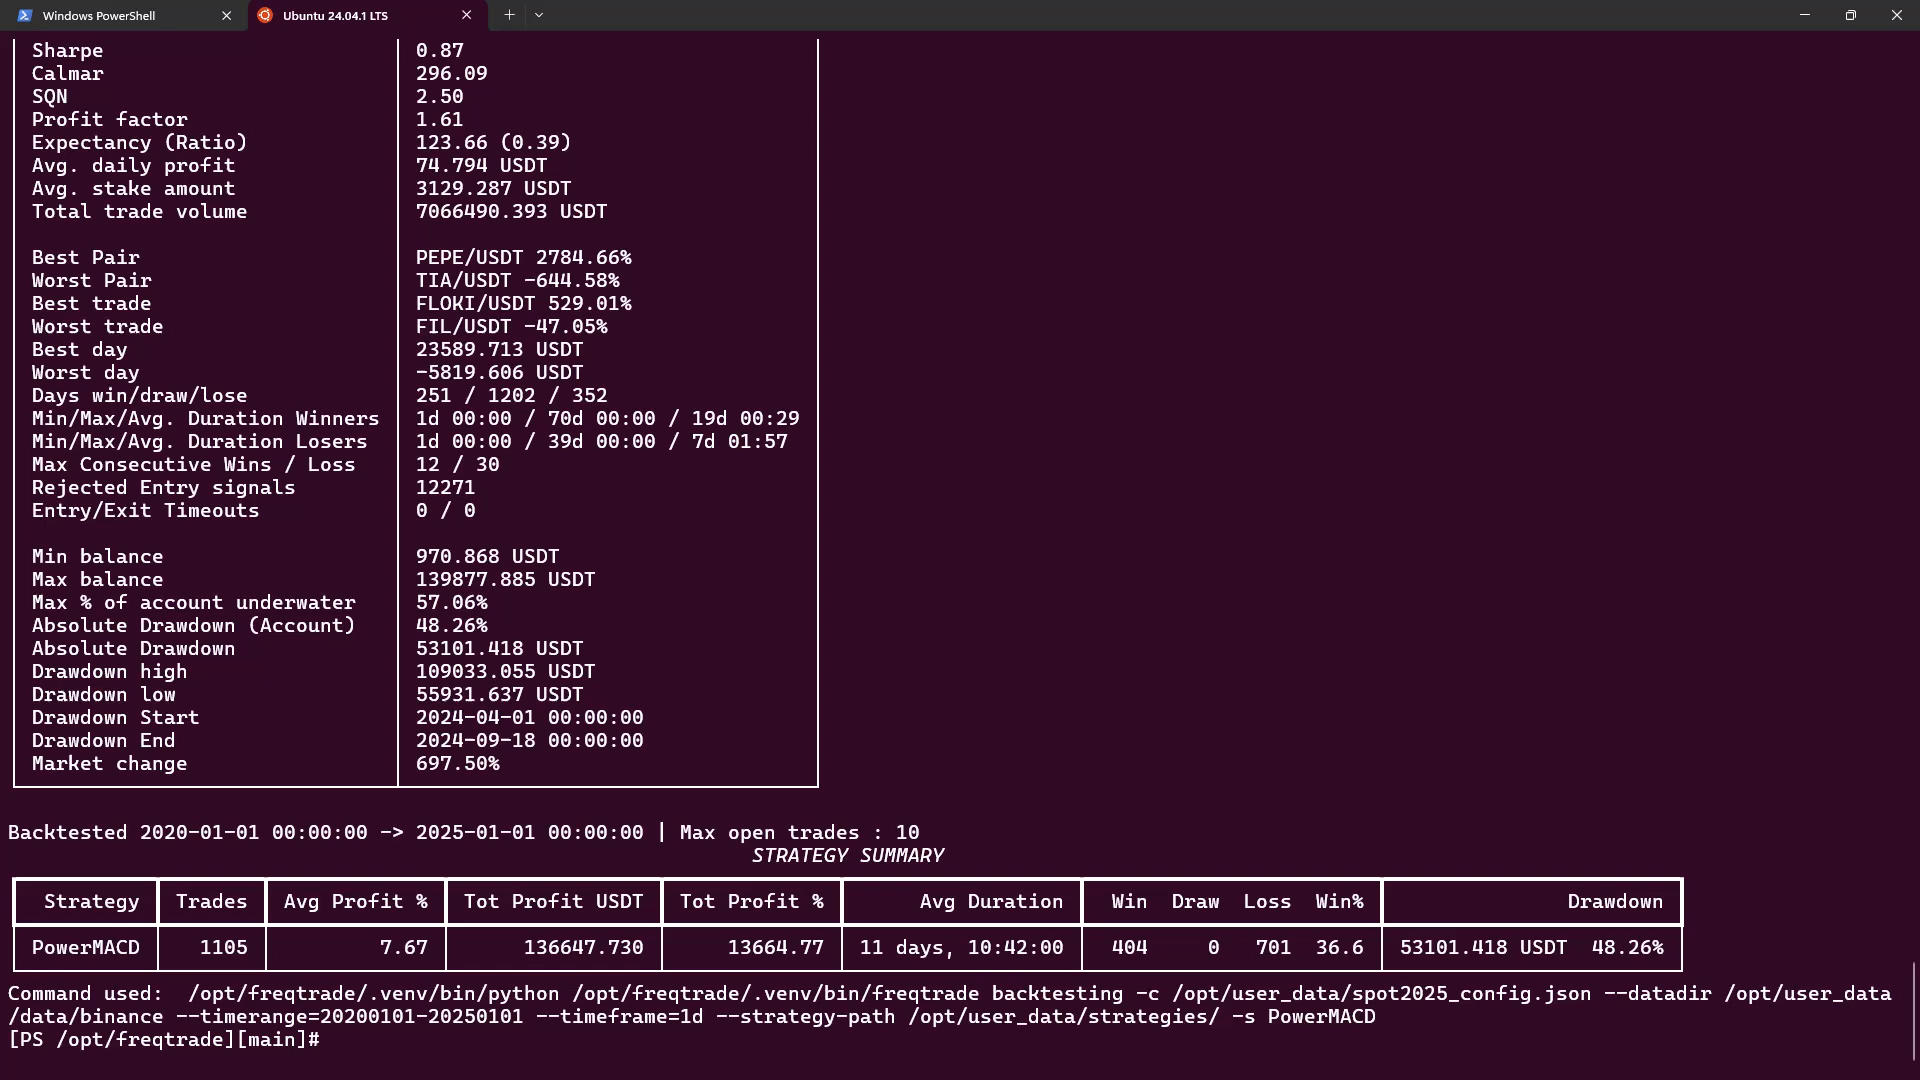 Windows PowerShell
Ubuntu 24.04.1 LTS
Sharpe 0.87
Calmar 296.09
SQN 2.50
Profit factor 1.61
Expectancy (Ratio) 123.66 (0.39)
Avg. daily profit 74.794 USDT
Avg. stake amount 3129.287 USDT
Total trade volume 7066490.393 USDT
Best Pair PEPE/USDT 2784.66%
Worst Pair TIA/USDT -644.58%
Best trade FLOKI/USDT 529.01%
Worst trade FIL/USDT -47.05%
Best day 23589.713 USDT
Worst day -5819.606 USDT
Days win/draw/lose 251 / 1202 / 352
Min/Max/Avg. Duration Winners 1d 00:00 / 70d 00:00 / 19d 00:29
Min/Max/Avg. Duration Losers 1d 00:00 / 39d 00:00 / 7d 01:57
Max Consecutive Wins / Loss 12 / 30
Rejected Entry signals 12271
Entry/Exit Timeouts 0 / 0
Min balance 970.868 USDT
Max balance 139877.885 USDT
Max % of account underwater 57.06%
Absolute Drawdown (Account) 48.26%
Absolute Drawdown 53101.418 USDT
Drawdown high 109033.055 USDT
Drawdown low 55931.637 USDT
Drawdown Start 2024-04-01 00:00:00
Drawdown End 2024-09-18 00:00:00
Market change 697.50%
Backtested 2020-01-01 00:00:00 -> 2025-01-01 00:00:00 | Max open trades : 10
STRATEGY SUMMARY
Strategy Trades Avg Profit % Tot Profit USDT Tot Profit % Avg Duration Win Draw Loss Win% Drawdown
PowerMACD 1105 7.67 136647.730 13664.77 11 days, 10:42:00 404 0 701 36.6 53101.418 USDT 48.26%
Command used: /opt/freqtrade/.venv/bin/python /opt/freqtrade/.venv/bin/freqtrade backtesting -c /opt/user_data/spot2025_config.json --datadir /opt/user_data
/data/binance --timerange=20200101-20250101 --timeframe=1d --strategy-path /opt/user_data/strategies/ -s PowerMACD
[PS /opt/freqtrade][main]#